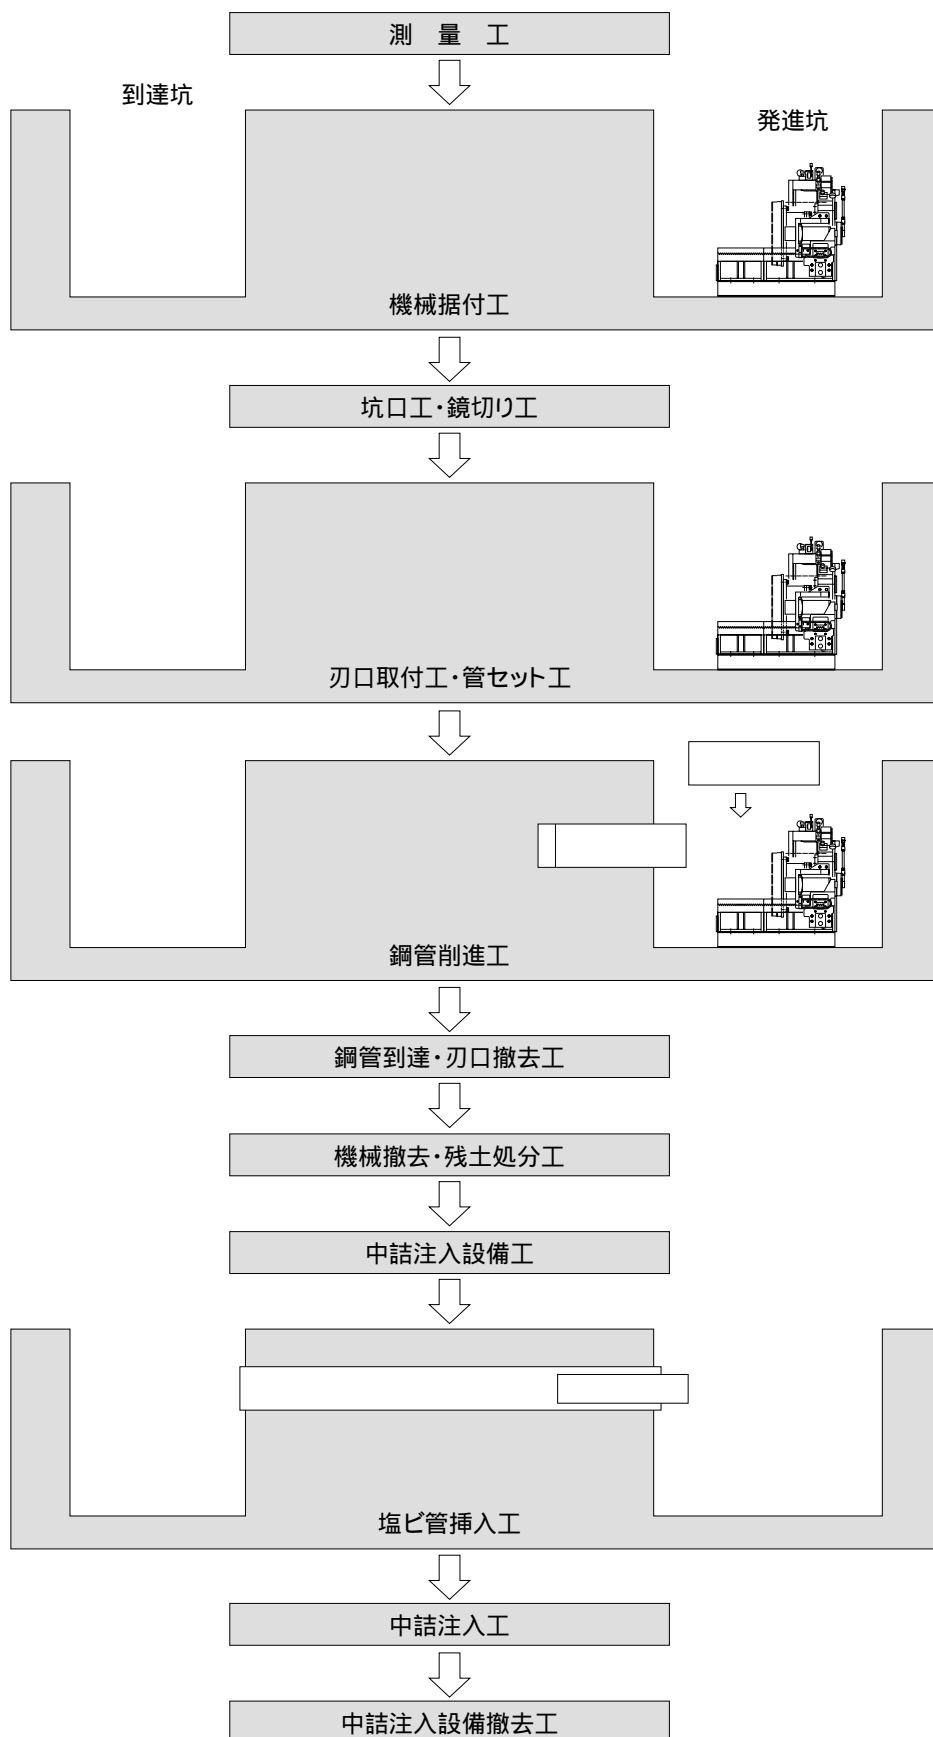 測　量　工
到達坑
発進坑
機械据付工
坑口工・鏡切り工
刃口取付工・管セット工
鋼管削進工
鋼管到達・刃口撤去工
機械撤去・残土処分工
中詰注入設備工
塩ビ管挿入工
中詰注入工
中詰注入設備撤去工